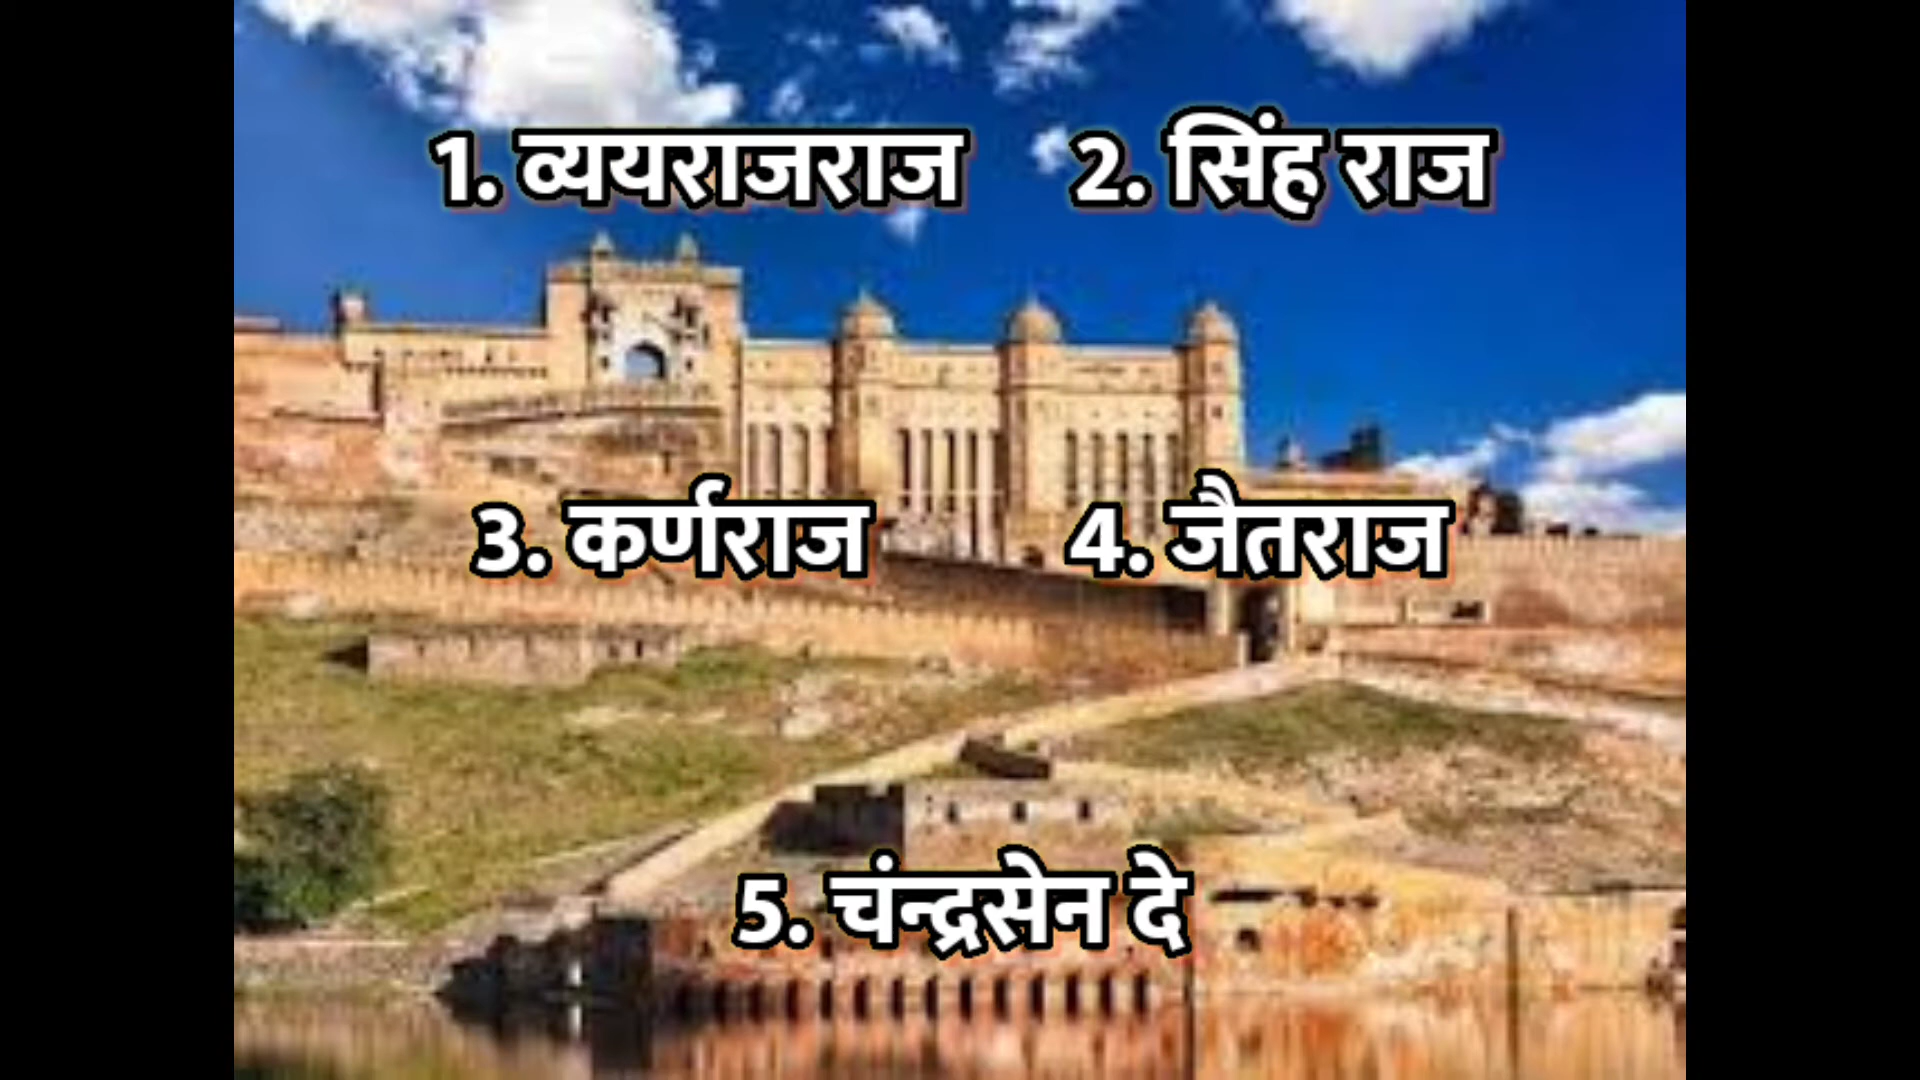 1. व्ययराजराज
2. सिंह राज
3. कर्णराज
4. जैतराज
5. चंन्द्रसेन दे